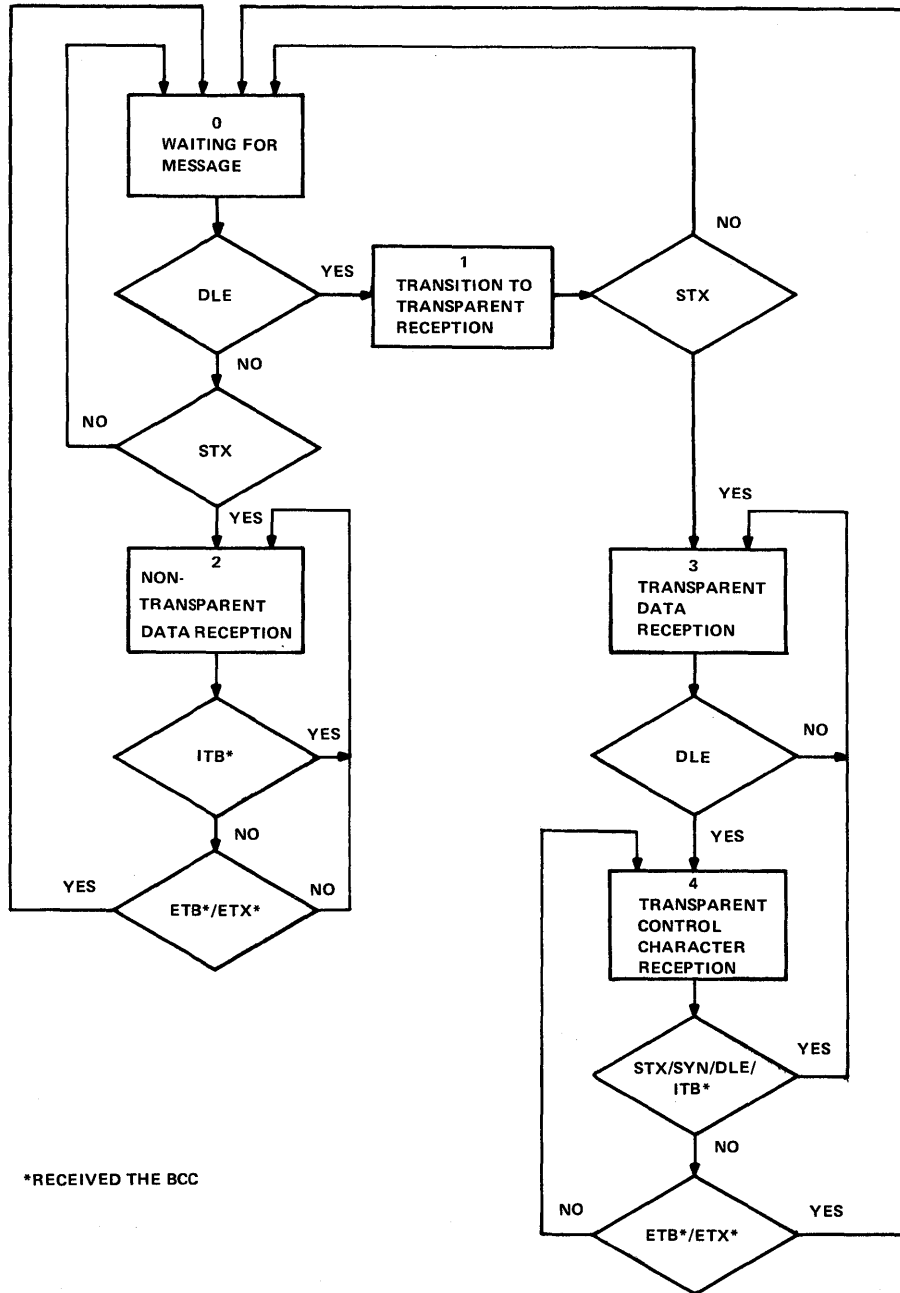 0
WAITING FOR
MESSAGE
DLE
YES
NO
1
TRANSITION TO
TRANSPARENT
RECEPTION
STX
NO
YES
STX
NO
YES
2
NON-
TRANSPARENT
DATA RECEPTION
ITB*
YES
NO
ETB*/ETX*
YES
NO
3
TRANSPARENT
DATA
RECEPTION
DLE
NO
YES
4
TRANSPARENT
CONTROL
CHARACTER
RECEPTION
STX/SYN/DLE/
ITB*
YES
NO
ETB*/ETX*
NO
YES
*RECEIVED THE BCC